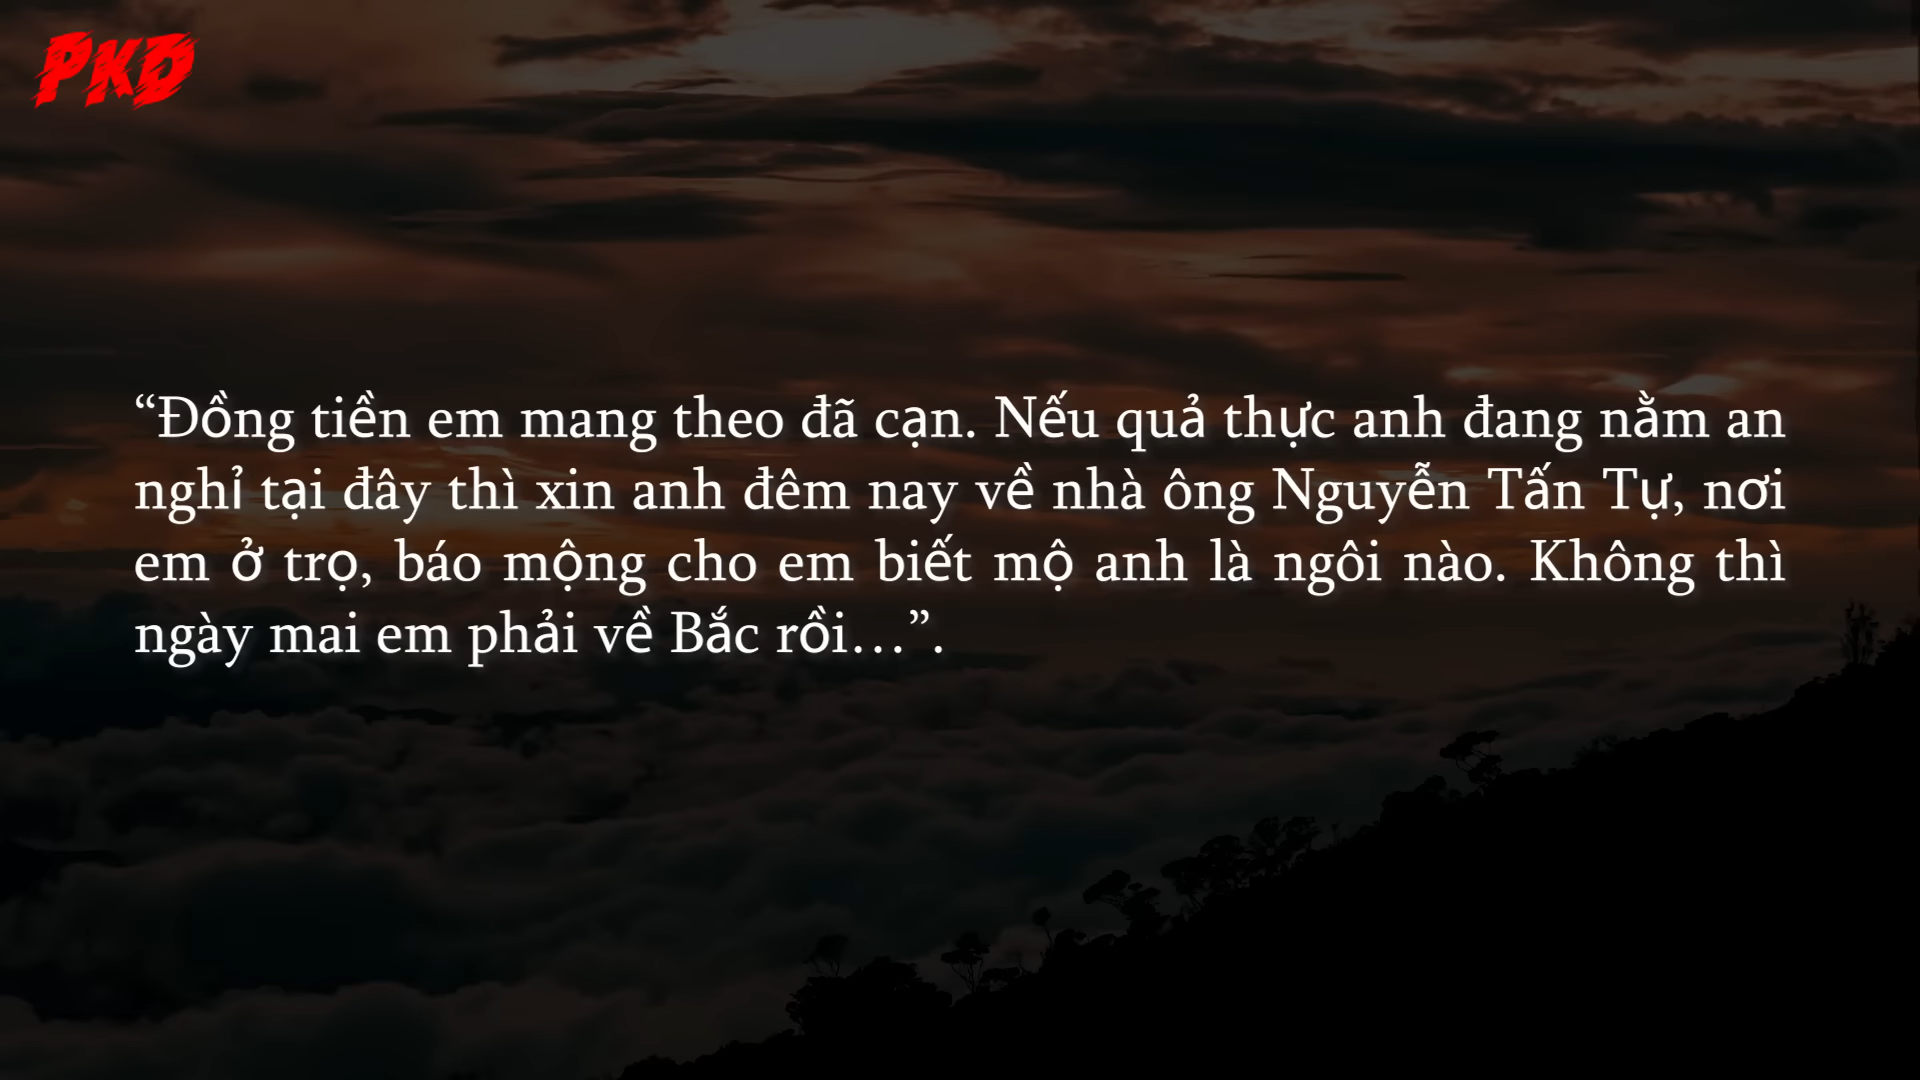 PKD
“Đồng tiền em mang theo đã cạn. Nếu quả thực anh đang nằm an
nghỉ tại đây thì xin anh đêm nay về nhà ông Nguyễn Tấn Tự, nơi
em ở trọ, báo mộng cho em biết mộ anh là ngôi nào. Không thì
ngày mai em phải về Bắc rồi…”.